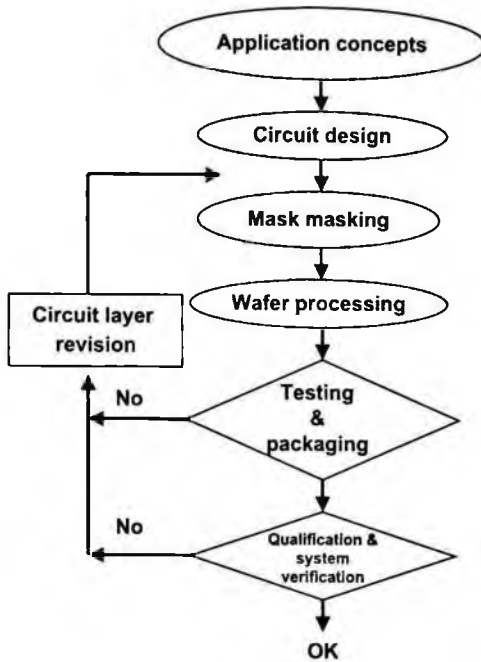 Application concepts
Circuit design
Mask masking
Wafer processing
Circuit layer
revision
Testing
&
packaging
No
Qualification &
system
verification
No
OK